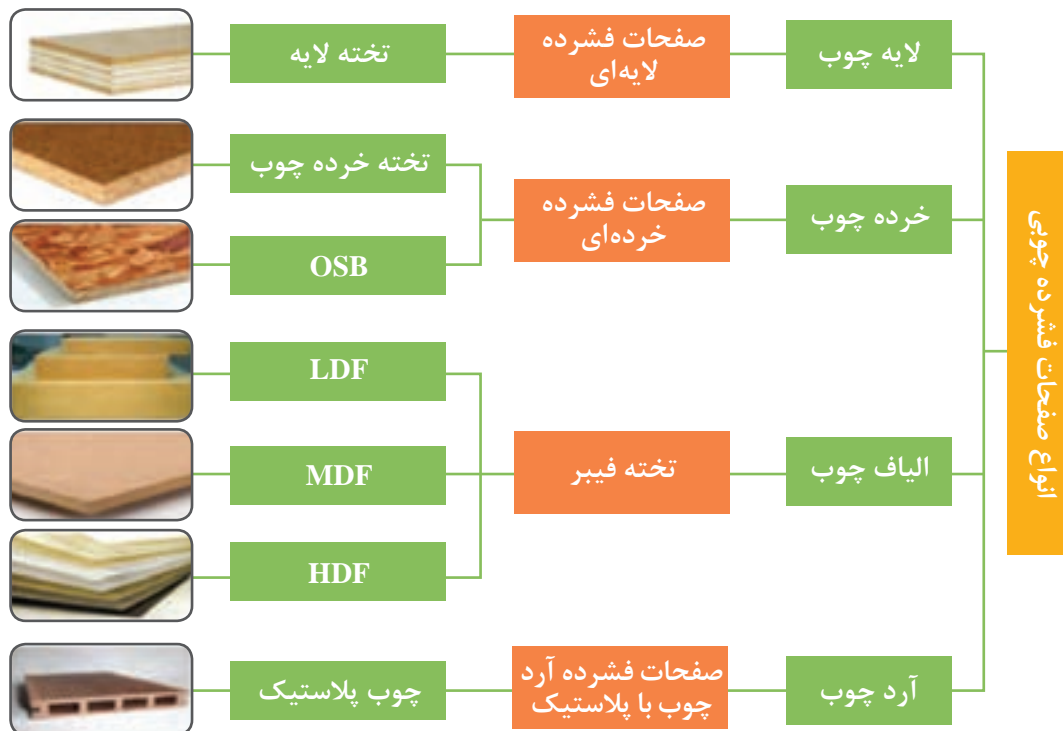 انواع صفحات فشرده چوبی
لایه چوب
صفحات فشرده
لایه‌ای
تخته لایه
خرده چوب
صفحات فشرده
خرده‌ای
تخته خرده چوب
OSB
الیاف چوب
تخته فیبر
LDF
MDF
HDF
آرد چوب
صفحات فشرده آرد
چوب با پلاستیک
چوب پلاستیک